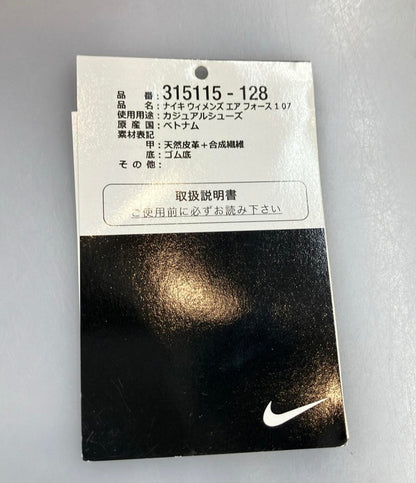 品番: 315115-128
品名: ナイキ ウィメンズ エア フォース 1 07
使用用途: カジュアルシューズ
原産国: ベトナム
素材表記
甲: 天然皮革+合成繊維
底: ゴム底
その他:
取扱説明書
ご使用前に必ずお読み下さい